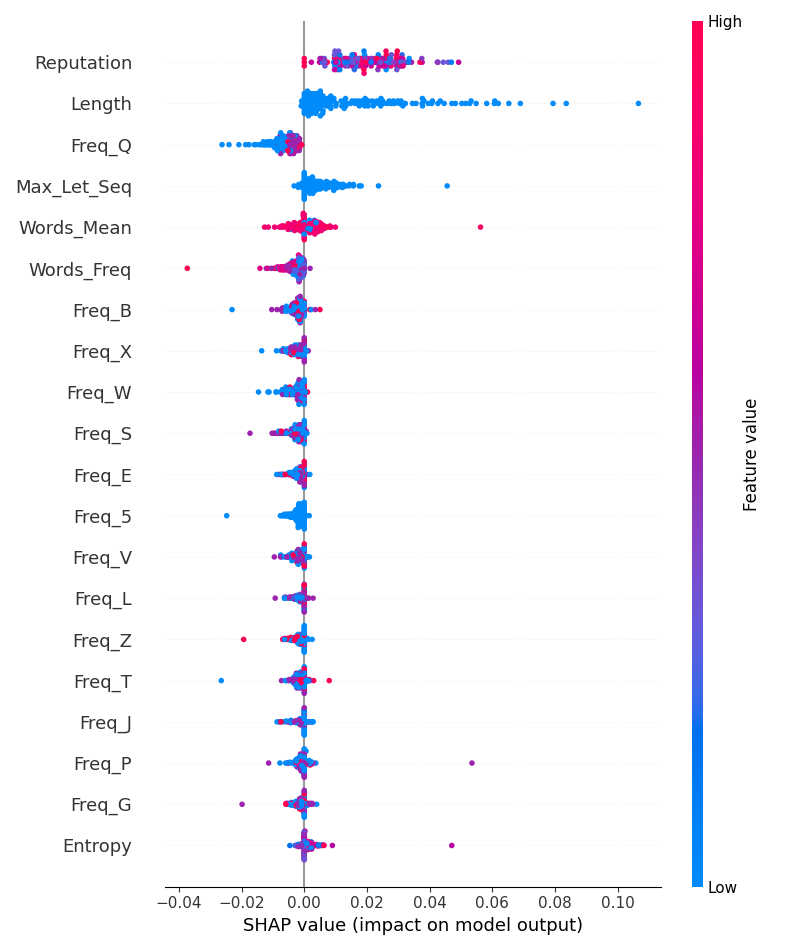 High
Reputation
Length
Freq_Q
Max_Let_Seq
Words_Mean
Words_Freq
Freq_B
Freq_X
Freq_W
Freq_S
Freq_E
Freq_5
Freq_V
Freq_L
Freq_Z
Freq_T
Freq_J
Freq_P
Freq_G
Entropy
Feature value
Low
−0.04 −0.02 0.00 0.02 0.04 0.06 0.08 0.10
SHAP value (impact on model output)